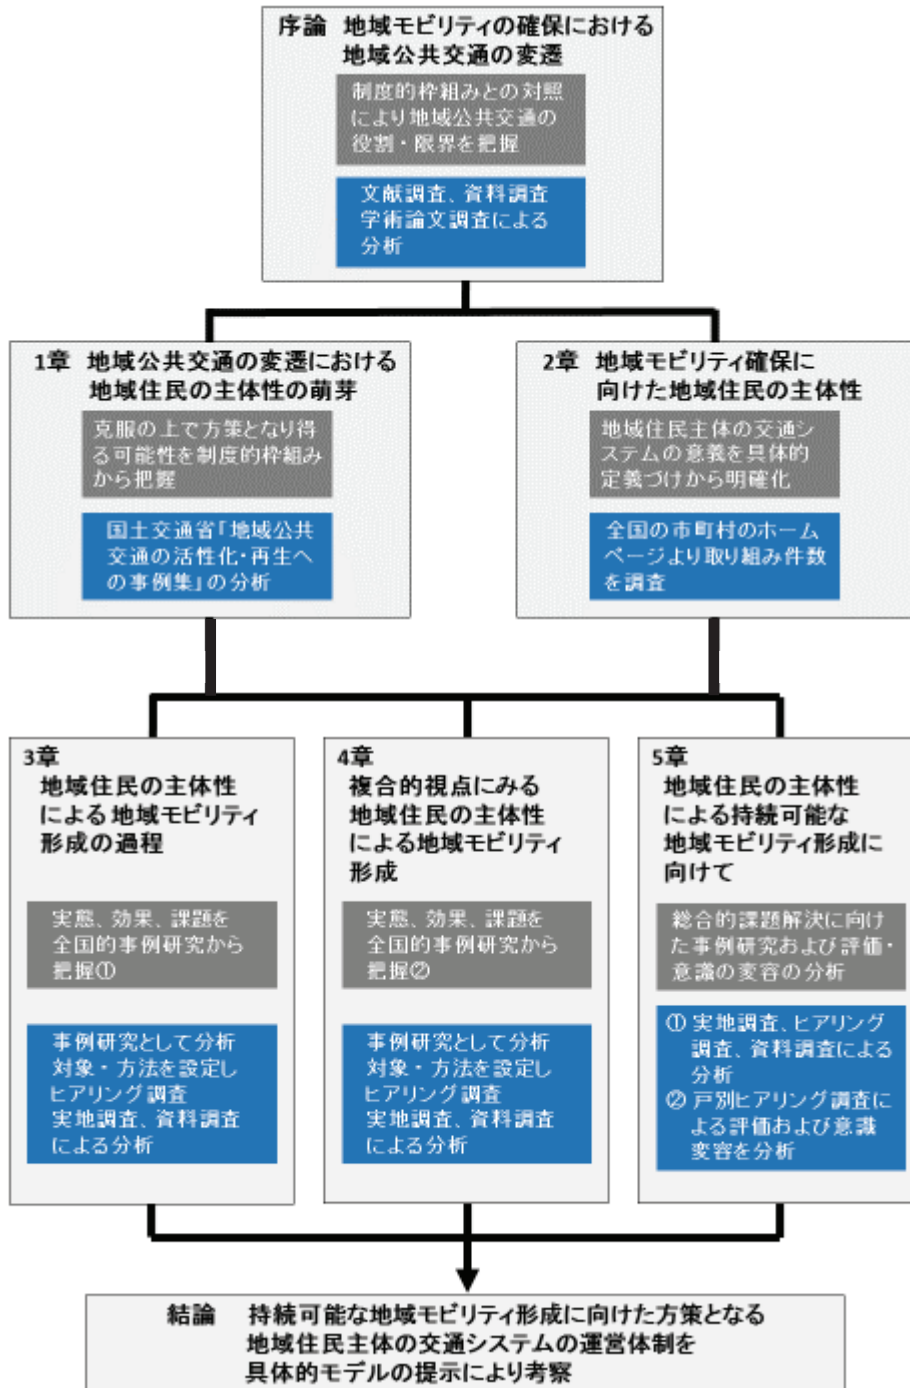 序論 地域モビリティの確保における
地域公共交通の変遷
制度的枠組みとの対照
により地域公共交通の
役割・限界を把握
文献調査、資料調査
学術論文調査による
分析
1章 地域公共交通の変遷における
地域住民の主体性の萌芽
克服の上で方策となり得
る可能性を制度的枠組み
から把握
国土交通省「地域公共
交通の活性化・再生へ
の事例集」の分析
2章 地域モビリティ確保に
向けた地域住民の主体性
地域住民主体の交通シ
ステムの意義を具体的
定義づけから明確化
全国の市町村のホーム
ページより取り組み件数
を調査
3章
地域住民の主体性
による地域モビリティ
形成の過程
実態、効果、課題を
全国的事例研究から
把握①
事例研究として分析
対象・方法を設定し
ヒアリング調査
実地調査、資料調査
による分析
4章
複合的視点にみる
地域住民の主体性
による地域モビリティ
形成
実態、効果、課題を
全国的事例研究から
把握②
事例研究として分析
対象・方法を設定し
ヒアリング調査
実地調査、資料調査
による分析
5章
地域住民の主体性
による持続可能な
地域モビリティ形成に
向けて
総合的課題解決に向け
た事例研究および評価・
意識の変容の分析
① 実地調査、ヒアリング
調査、資料調査による
分析
② 戸別ヒアリング調査に
よる評価および意識
変容を分析
結論 持続可能な地域モビリティ形成に向けた方策となる
地域住民主体の交通システムの運営体制を
具体的モデルの提示により考察